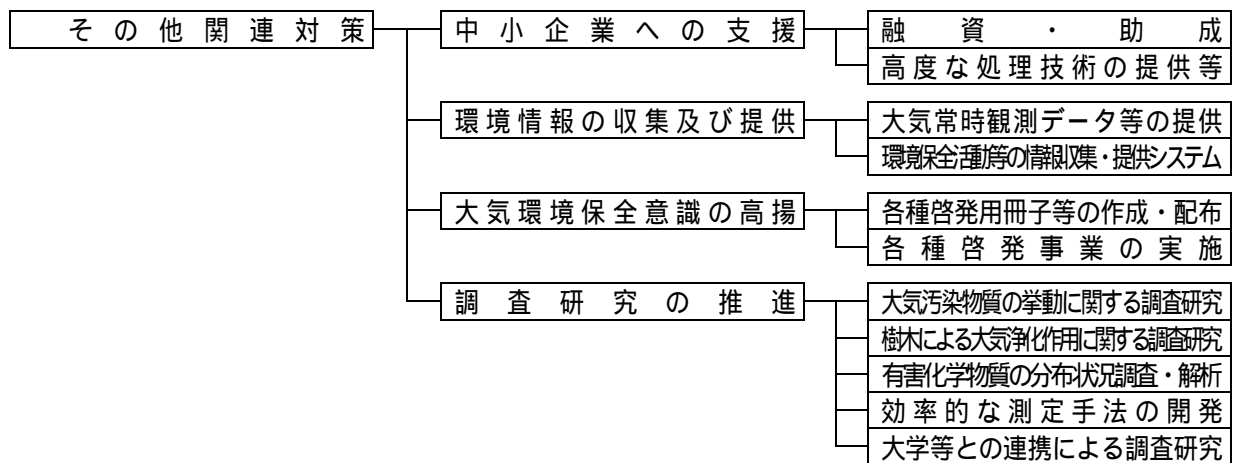 その他関連対策
中小企業への支援
融資・助成
高度な処理技術の提供等
環境情報の収集及び提供
大気常時観測データ等の提供
環境保全活動等の情報収集・提供システム
大気環境保全意識の高揚
各種啓発用冊子等の作成・配布
各種啓発事業の実施
調査研究の推進
大気汚染物質の挙動に関する調査研究
樹木による大気浄化作用に関する調査研究
有害化学物質の分布状況調査・解析
効率的な測定手法の開発
大学等との連携による調査研究